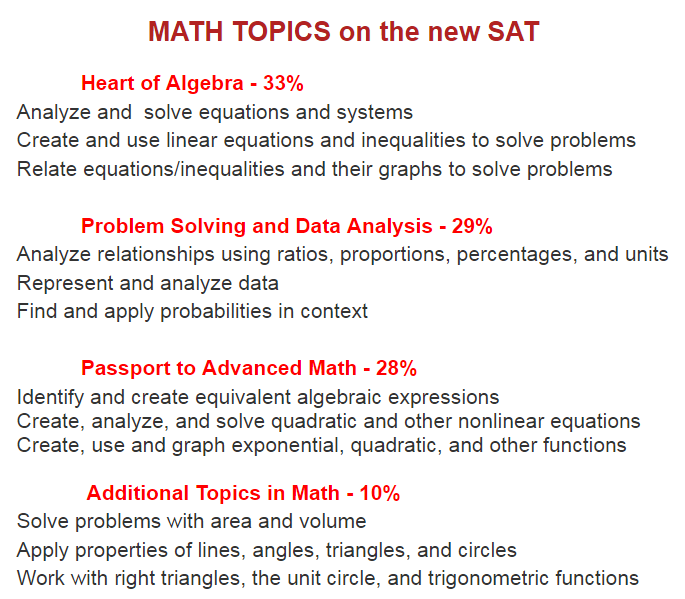 MATH TOPICS on the new SAT
Heart of Algebra - 33%
Analyze and  solve equations and systems
Create and use linear equations and inequalities to solve problems
Relate equations/inequalities and their graphs to solve problems
Problem Solving and Data Analysis - 29%
Analyze relationships using ratios, proportions, percentages, and units
Represent and analyze data
Find and apply probabilities in context
Passport to Advanced Math - 28%
Identify and create equivalent algebraic expressions
Create, analyze, and solve quadratic and other nonlinear equations
Create, use and graph exponential, quadratic, and other functions
Additional Topics in Math - 10%
Solve problems with area and volume
Apply properties of lines, angles, triangles, and circles
Work with right triangles, the unit circle, and trigonometric functions